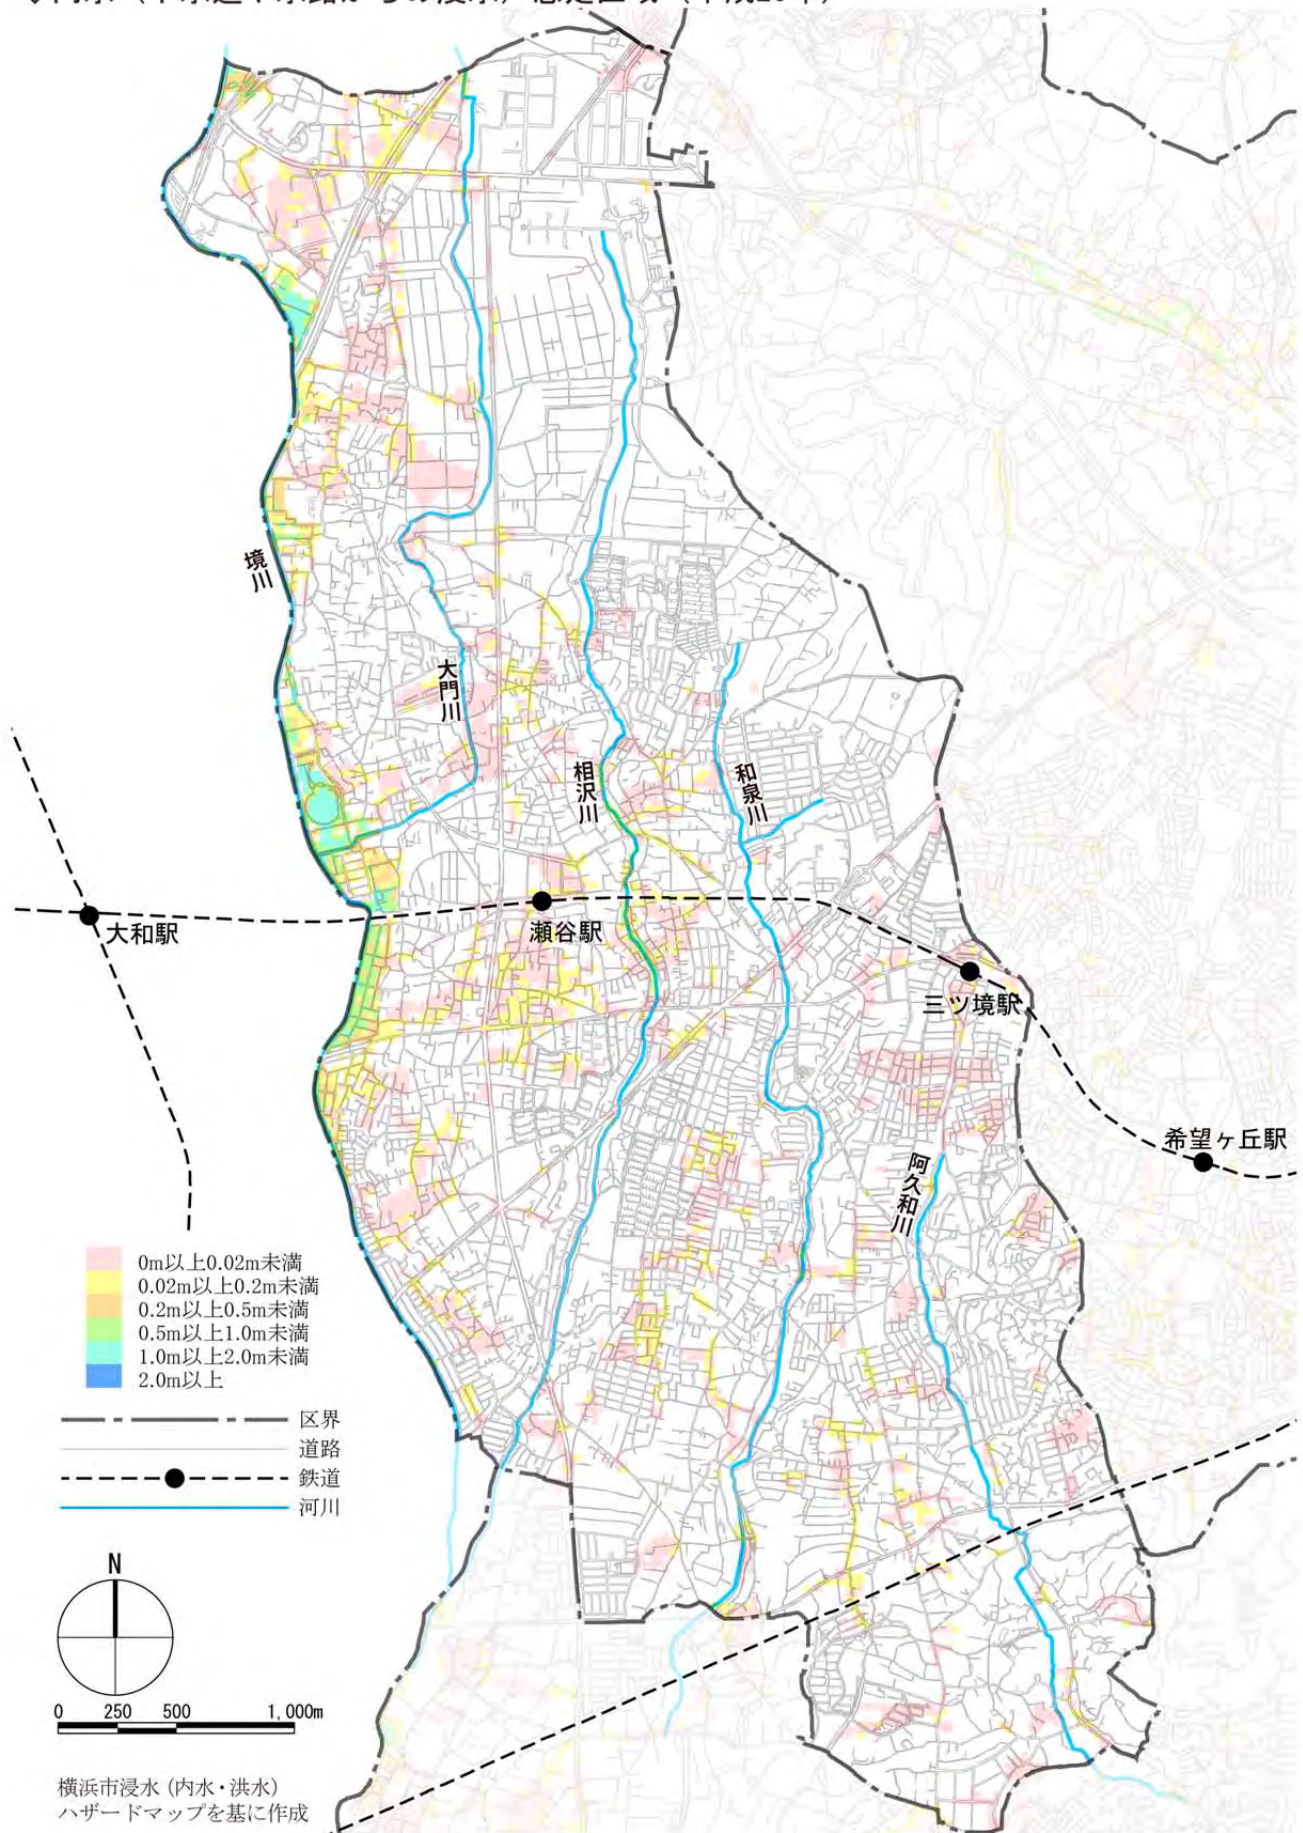 境川
大門川
相沢川
和泉川
大和駅
瀬谷駅
三ツ境駅
希望ヶ丘駅
阿久和川
0m以上0.02m未満
0.02m以上0.2m未満
0.2m以上0.5m未満
0.5m以上1.0m未満
1.0m以上2.0m未満
2.0m以上
区界
道路
鉄道
河川
N
0 250 500 1,000m
横浜市浸水(内水・洪水)
ハザードマップを基に作成